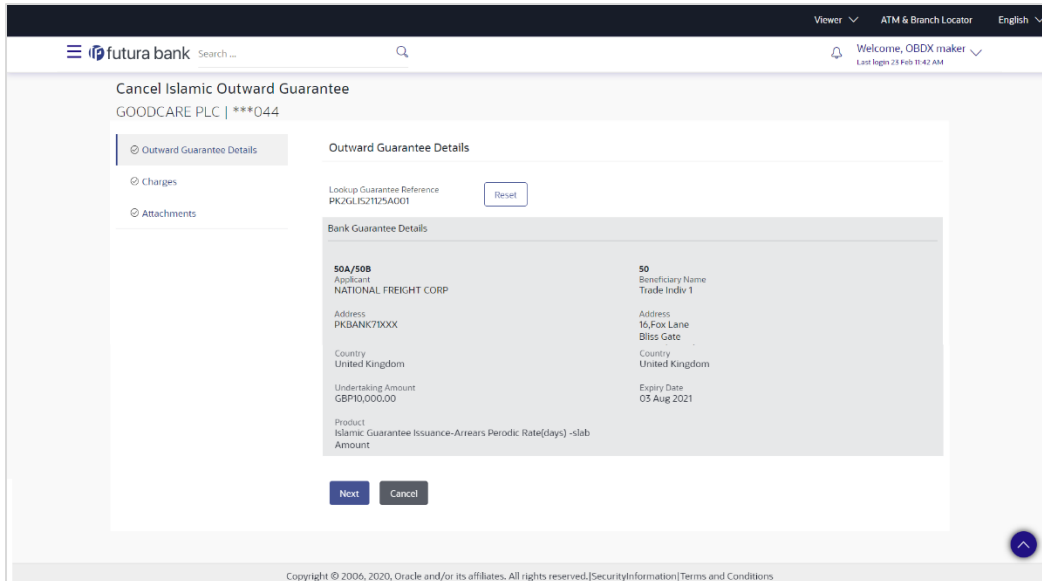 Viewer ATM & Branch Locator English
futura bank Search ... Welcome, OBDX maker
Last login 23 Feb 11:42 AM
Cancel Islamic Outward Guarantee
GOODCARE PLC | ***044
Outward Guarantee Details
Charges
Attachments
Outward Guarantee Details
Lookup Guarantee Reference
PK2GLIS21125A001
Reset
Bank Guarantee Details
50A/50B
Applicant
NATIONAL FREIGHT CORP
50
Beneficiary Name
Trade Indiv 1
Address
PKBANK71XXX
Address
16,Fox Lane
Bliss Gate
Country
United Kingdom
Country
United Kingdom
Undertaking Amount
GBP10,000.00
Expiry Date
03 Aug 2021
Product
Islamic Guarantee Issuance-Arrears Perodic Rate(days) -slab
Amount
Next Cancel
Copyright © 2006, 2020, Oracle and/or its affiliates. All rights reserved.|SecurityInformation|Terms and Conditions